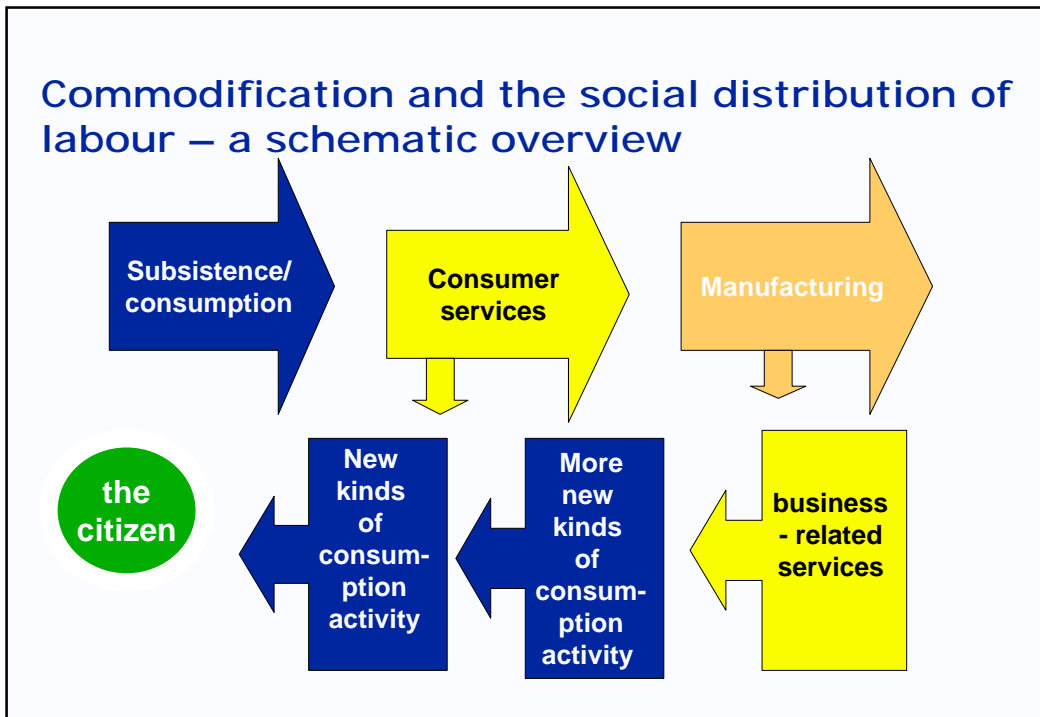 Commodification and the social distribution of
labour – a schematic overview
Subsistence/
consumption
Consumer
services
Manufacturing
the
citizen
New
kinds
of
consum-
ption
activity
More
new
kinds
of
consum-
ption
activity
business
- related
services